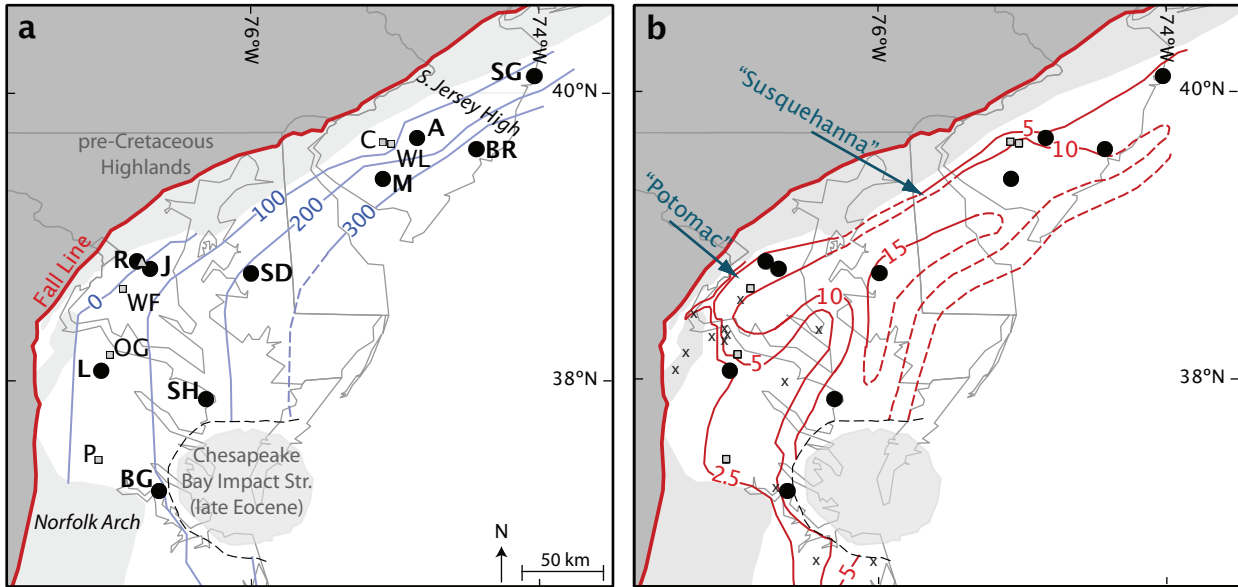 a
76°W
74°W
SG
40°N
S. Jersey High
A
C
WL
BR
M
pre-Cretaceous
Highlands
100
200
300
0
Fall Line
R
J
SD
WF
OG
L
38°N
SH
P
Chesapeake
Bay Impact Str.
(late Eocene)
BG
Norfolk Arch
N
50 km
b
76°W
74°W
"Susquehanna"
40°N
5
10
"Potomac"
15
10
x
x
x
x
x
x
x
x
x
5
x
38°N
x
2.5
x
x
x
5